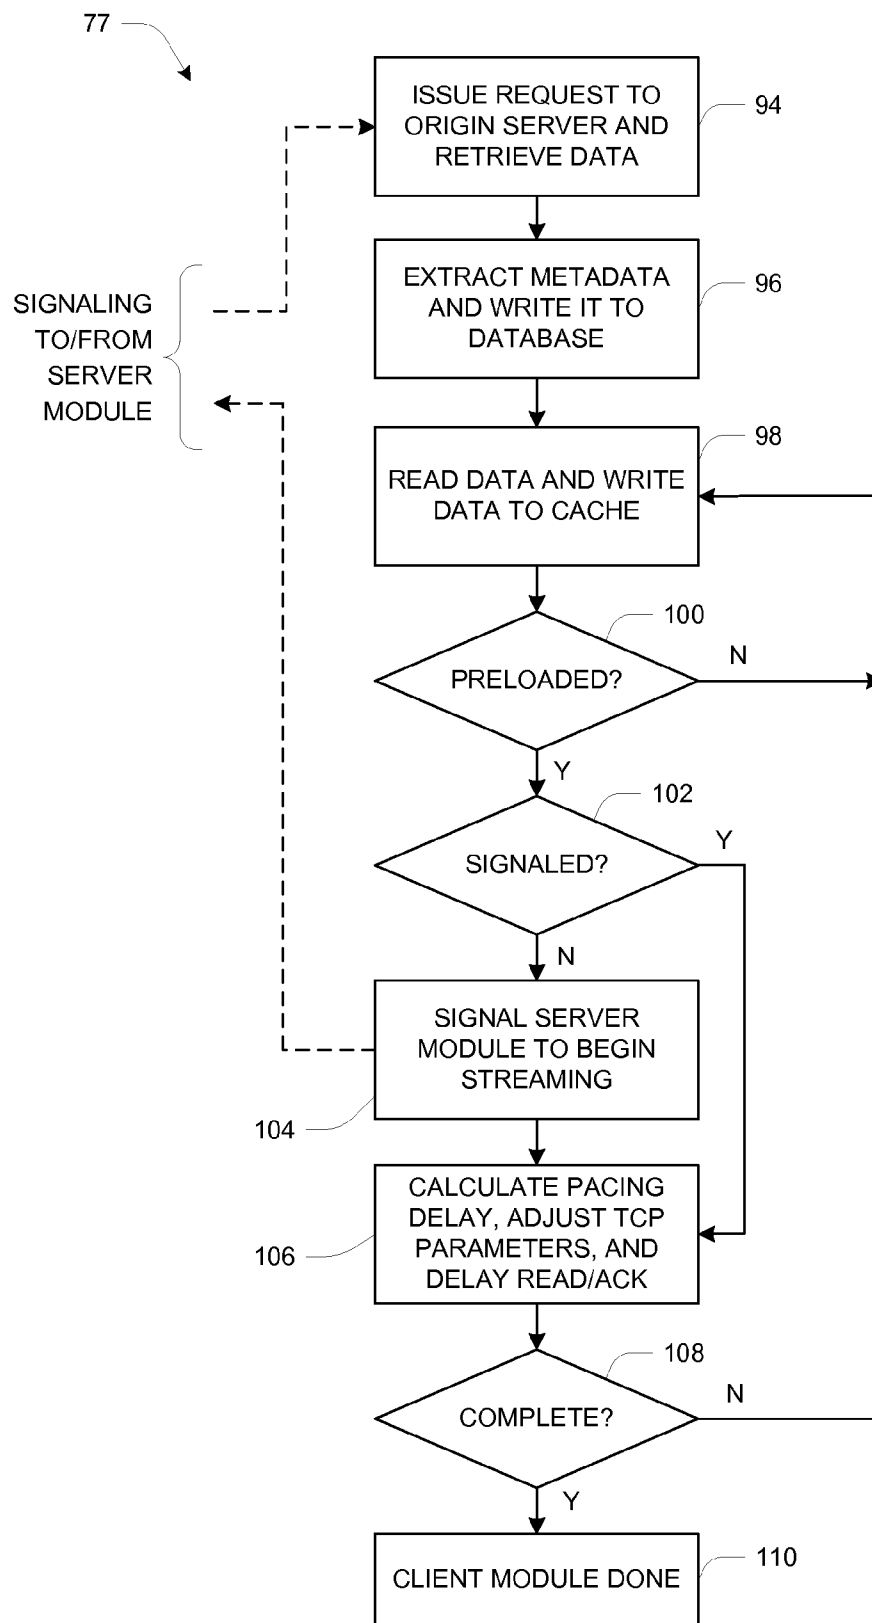 77
ISSUE REQUEST TO
ORIGIN SERVER AND
RETRIEVE DATA
94
EXTRACT METADATA
AND WRITE IT TO
DATABASE
96
SIGNALING
TO/FROM
SERVER
MODULE
READ DATA AND WRITE
DATA TO CACHE
98
PRELOADED?
100
N
Y
SIGNALED?
102
Y
N
SIGNAL SERVER
MODULE TO BEGIN
STREAMING
104
CALCULATE PACING
DELAY, ADJUST TCP
PARAMETERS, AND
DELAY READ/ACK
106
COMPLETE?
108
N
Y
CLIENT MODULE DONE
110